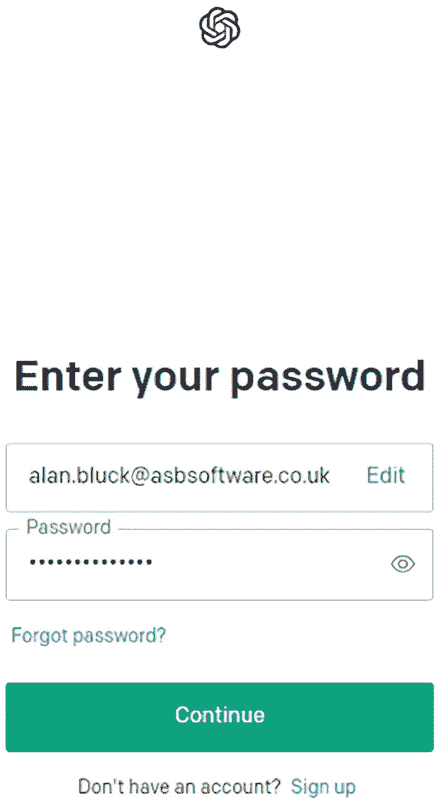 Enter your password
alan.bluck@asbsoftware.co.uk Edit
Password
••••••••••••••
Forgot password?
Continue
Don't have an account? Sign up